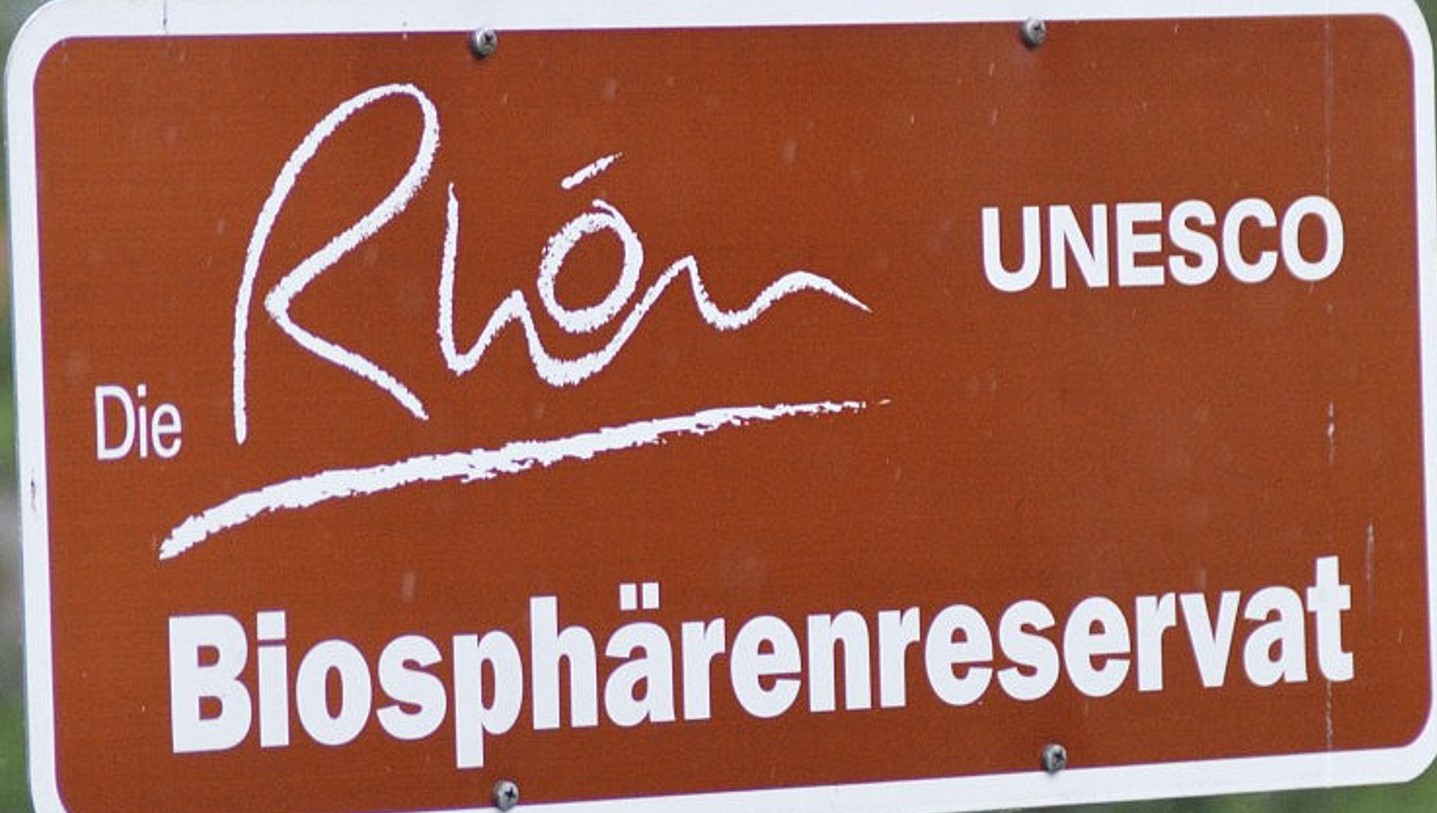 Die Rhön
UNESCO
Biosphärenreservat